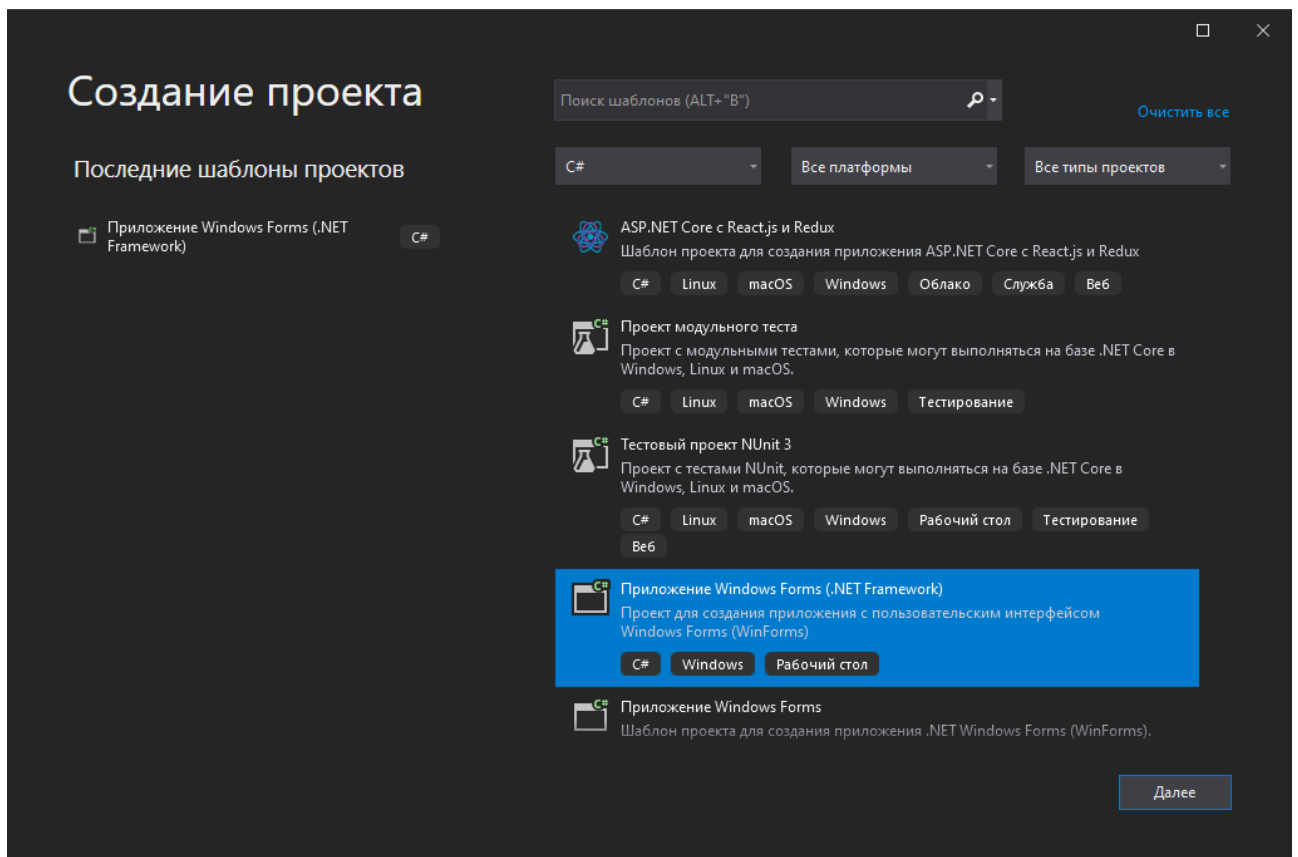 Создание проекта
Поиск шаблонов (ALT+"B")
Очистить все
Последние шаблоны проектов
C#
Все платформы
Все типы проектов
Приложение Windows Forms (.NET
Framework)
C#
ASP.NET Core с React.js и Redux
Шаблон проекта для создания приложения ASP.NET Core с React.js и Redux
C# Linux macOS Windows Облако Служба Веб
C#
Проект модульного теста
Проект с модульными тестами, которые могут выполняться на базе .NET Core в
Windows, Linux и macOS.
C# Linux macOS Windows Тестирование
C#
Тестовый проект NUnit 3
Проект с тестами NUnit, которые могут выполняться на базе .NET Core в
Windows, Linux и macOS.
C# Linux macOS Windows Рабочий стол Тестирование
Веб
C#
Приложение Windows Forms (.NET Framework)
Проект для создания приложения с пользовательским интерфейсом
Windows Forms (WinForms)
C# Windows Рабочий стол
C#
Приложение Windows Forms
Шаблон проекта для создания приложения .NET Windows Forms (WinForms).
Далее